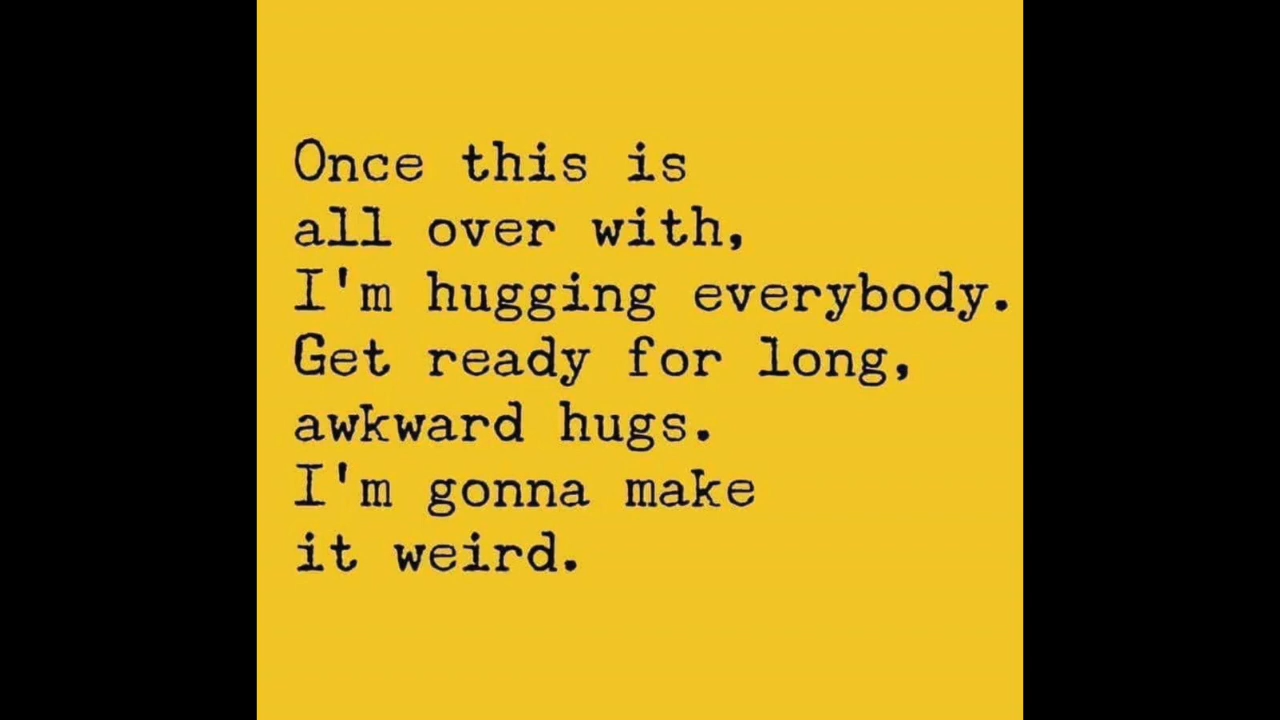 Once this is
all over with,
I'm hugging everybody.
Get ready for long,
awkward hugs.
I'm gonna make
it weird.